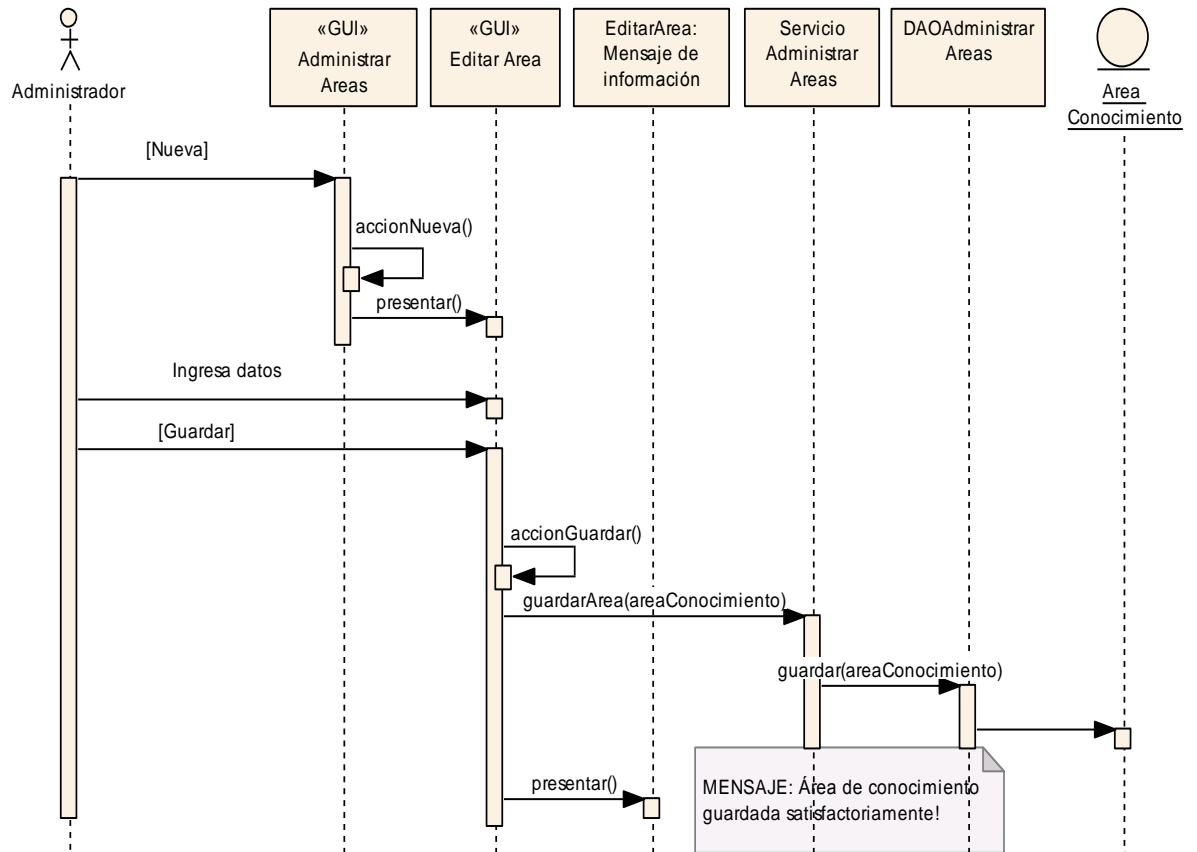 Administrador
«GUI»
Administrar
Areas
«GUI»
Editar Area
EditarArea:
Mensaje de
información
Servicio
Administrar
Areas
DAOAdministrar
Areas
Area
Conocimiento
[Nueva]
accionNueva()
presentar()
Ingresa datos
[Guardar]
accionGuardar()
guardarArea(areaConocimiento)
guardar(areaConocimiento)
presentar()
MENSAJE: Área de conocimiento
guardada satisfactoriamente!